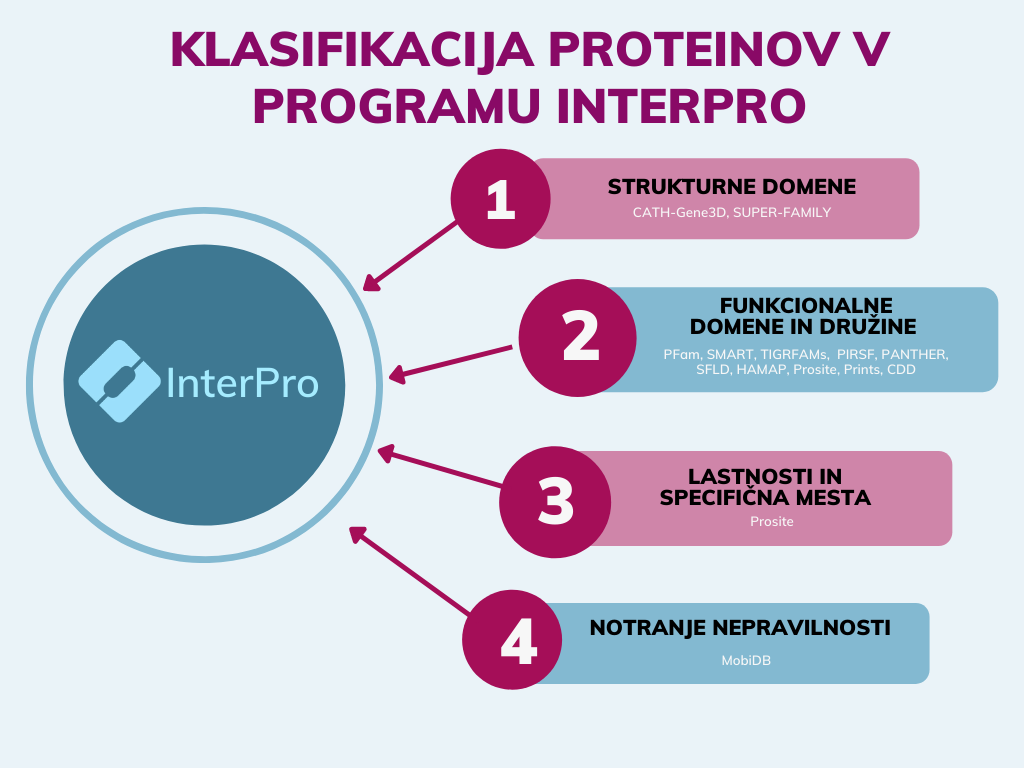 KLASIFIKACIJA PROTEINOV V
PROGRAMU INTERPRO
InterPro
1
STRUKTURNE DOMENE
CATH-Gene3D, SUPER-FAMILY
2
FUNKCIONALNE
DOMENE IN DRUŽINE
PFam, SMART, TIGRFAMs, PIRSF, PANTHER,
SFLD, HAMAP, Prosite, Prints, CDD
3
LASTNOSTI IN
SPECIFIČNA MESTA
Prosite
4
NOTRANJE NEPRAVILNOSTI
MobiDB